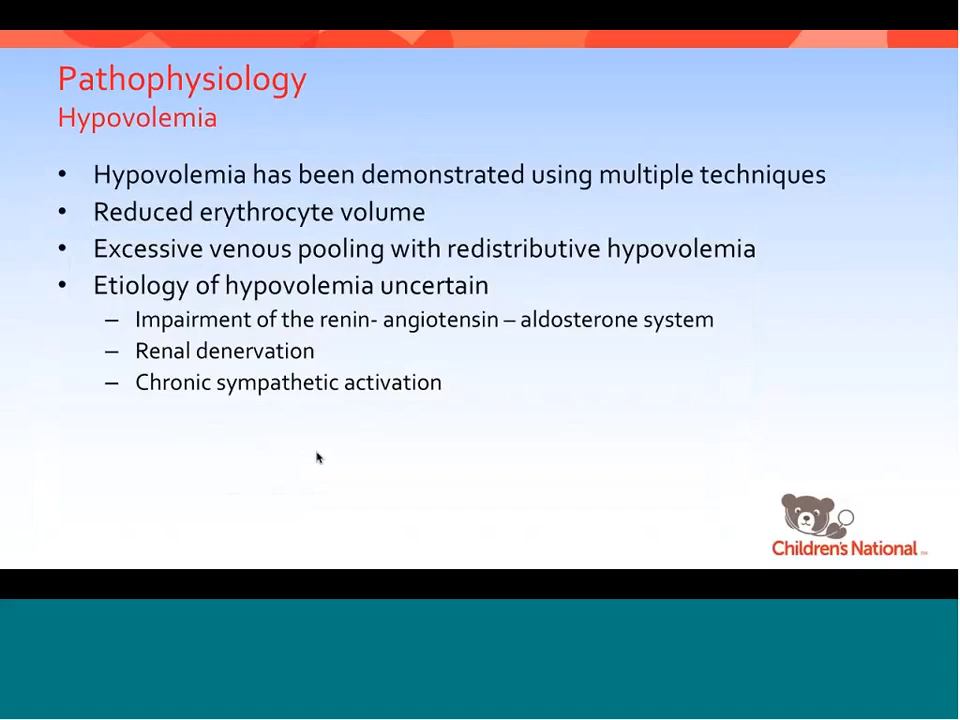 Pathophysiology
Hypovolemia
• Hypovolemia has been demonstrated using multiple techniques
• Reduced erythrocyte volume
• Excessive venous pooling with redistributive hypovolemia
• Etiology of hypovolemia uncertain
– Impairment of the renin- angiotensin – aldosterone system
– Renal denervation
– Chronic sympathetic activation
Children's National ™